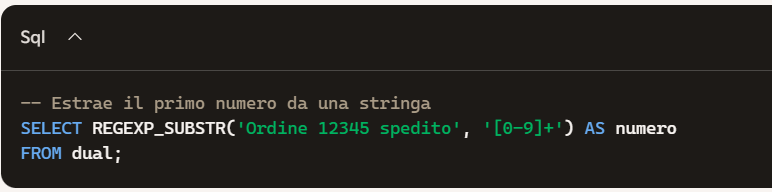 Sql
-- Estrae il primo numero da una stringa
SELECT REGEXP_SUBSTR('Ordine 12345 spedito', '[0-9]+') AS numero
FROM dual;